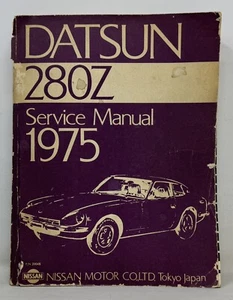 DATSUN
280Z
Service Manual
1975
NISSAN
NISSAN MOTOR CO.,LTD. Tokyo Japan